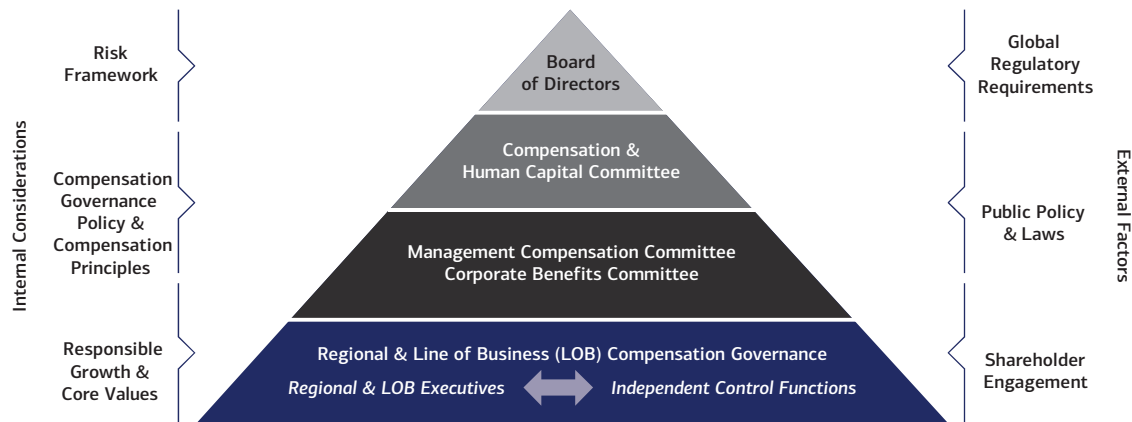 Internal Considerations
Risk
Framework
Compensation
Governance
Policy &
Compensation
Principles
Responsible
Growth &
Core Values
Board
of Directors
Compensation &
Human Capital Committee
Management Compensation Committee
Corporate Benefits Committee
Regional & Line of Business (LOB) Compensation Governance
Regional & LOB Executives
Independent Control Functions
Global
Regulatory
Requirements
Public Policy
& Laws
Shareholder
Engagement
External Factors